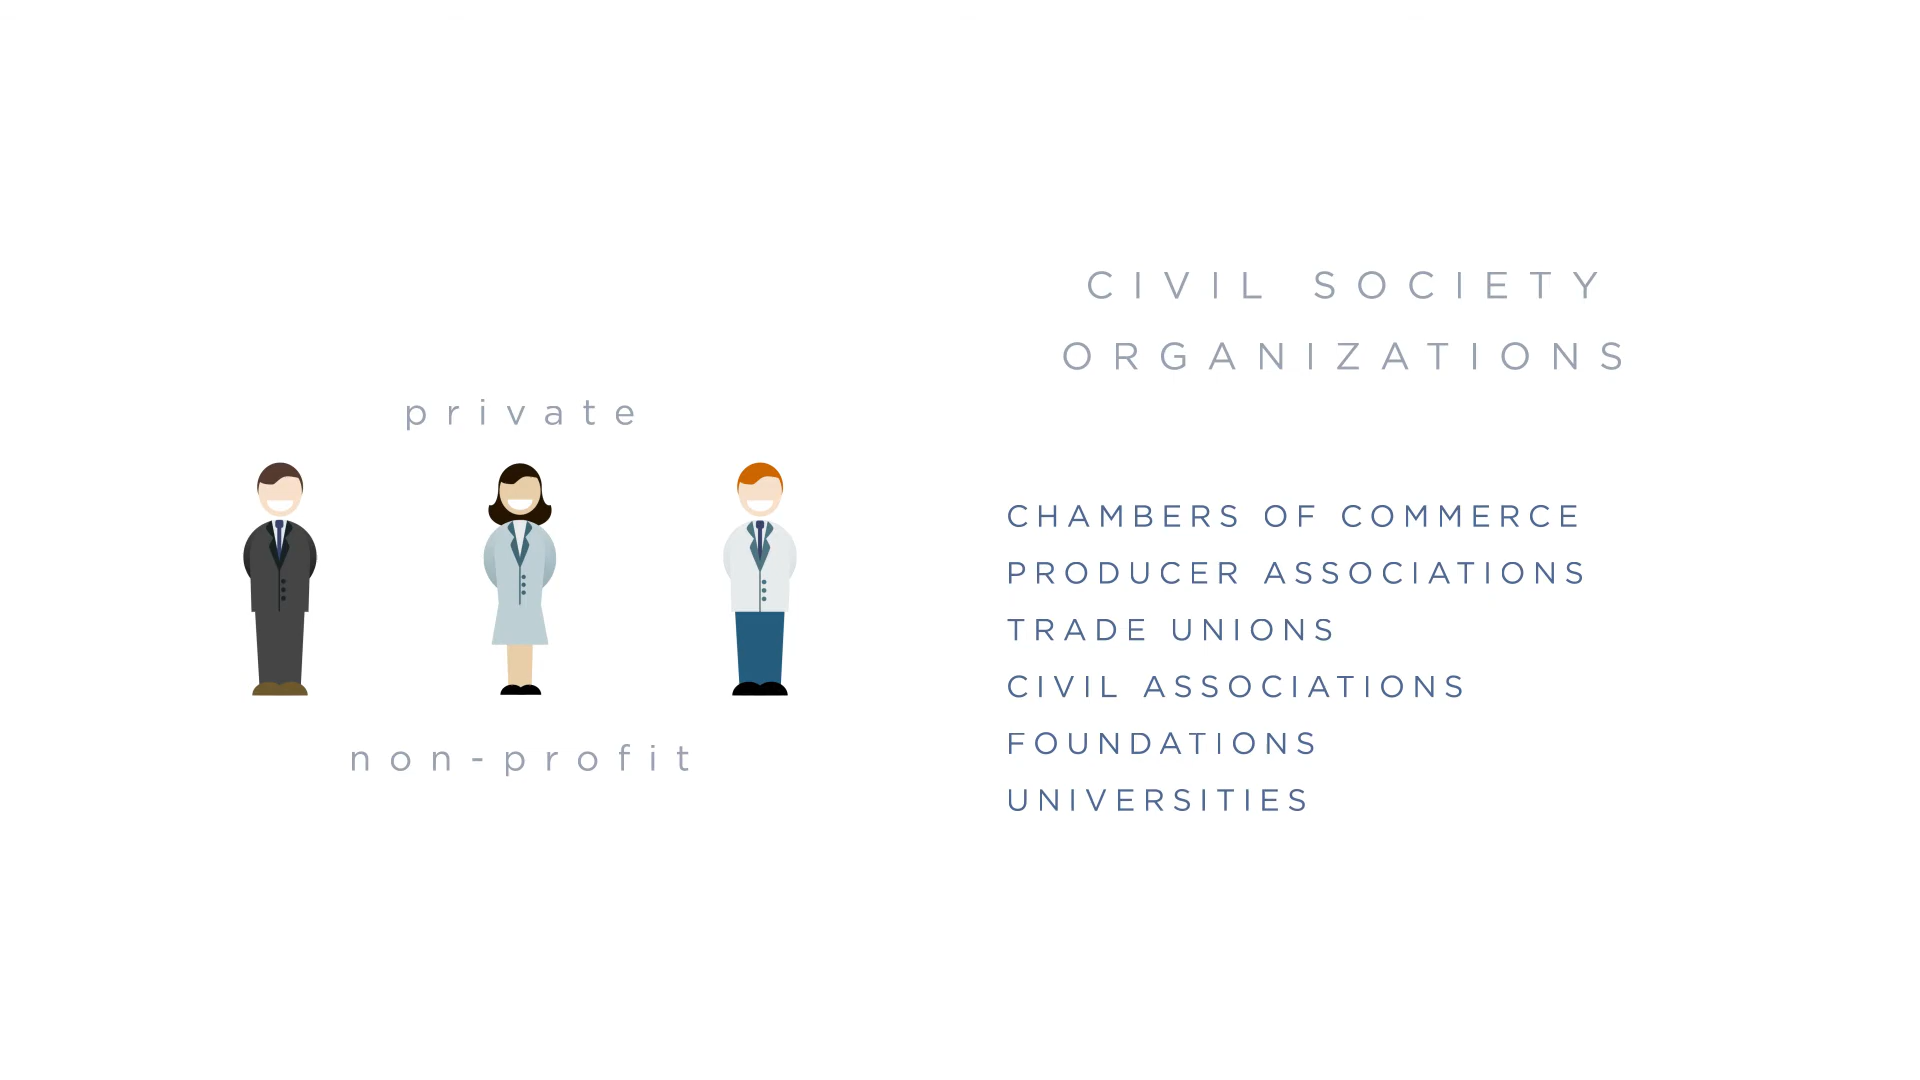 private
non-profit
CIVIL SOCIETY
ORGANIZATIONS
CHAMBERS OF COMMERCE
PRODUCER ASSOCIATIONS
TRADE UNIONS
CIVIL ASSOCIATIONS
FOUNDATIONS
UNIVERSITIES